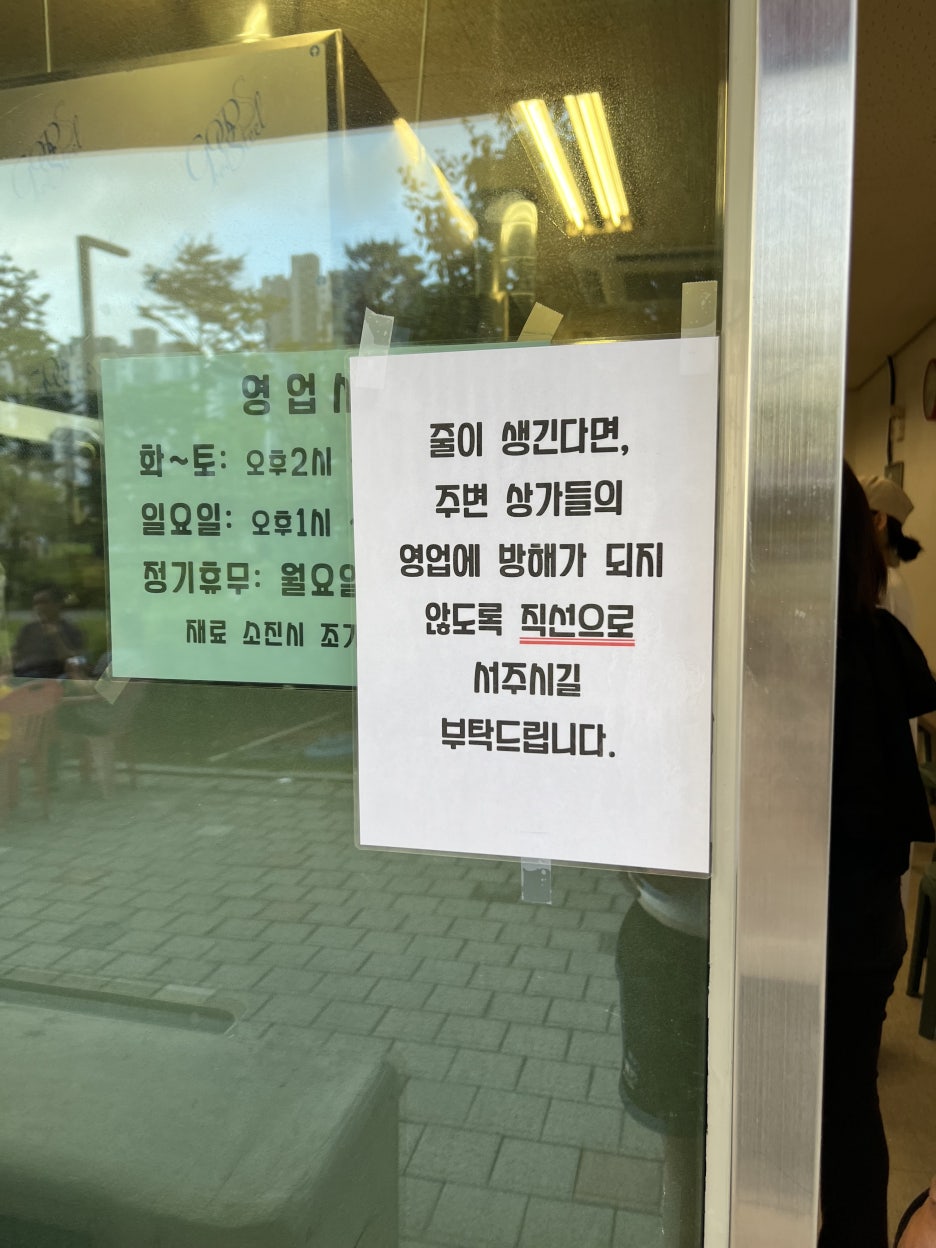 영업시
화~토: 오후2시
일요일: 오후1시
정기휴무: 월요일
재료 소진시 조기
줄이 생긴다면,
주변 상가들의
영업에 방해가 되지
않도록 직선으로
서주시길
부탁드립니다.